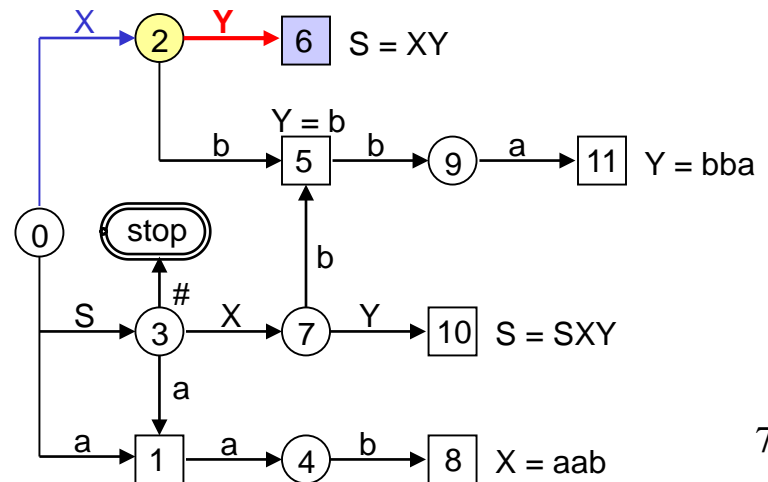 X Y
2 6 S = XY
Y = b
b 5 b 9 a 11 Y = bba
0 stop
b
#
S 3 X 7 Y 10 S = SXY
a
a 1 a 4 b 8 X = aab
7